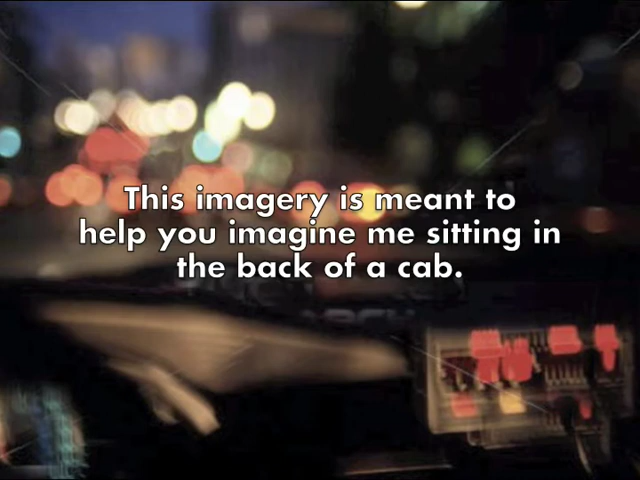 This imagery is meant to
help you imagine me sitting in
the back of a cab.